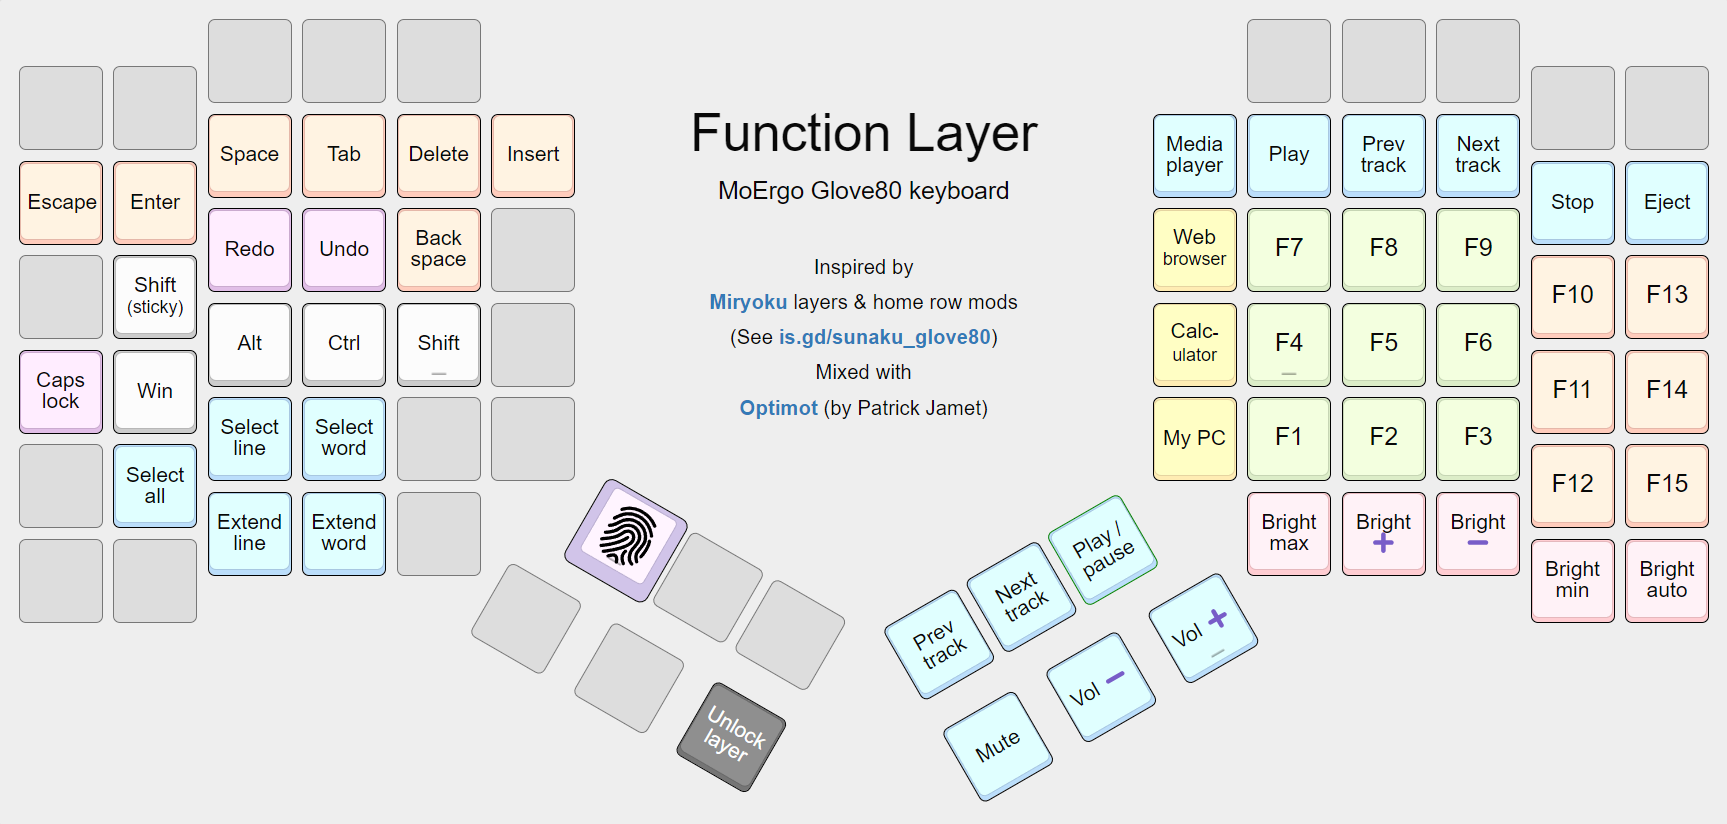 Function Layer
MoErgo Glove80 keyboard
Inspired by
Miryoku layers & home row mods
(See is.gd/sunaku_glove80)
Mixed with
Optimot (by Patrick Jamet)
Escape
Enter
Space
Tab
Delete
Insert
Shift
(sticky)
Redo
Undo
Back
space
Caps
lock
Win
Alt
Ctrl
Shift
_
Select
all
Select
line
Select
word
Extend
line
Extend
word
Unlock
layer
Media
player
Play
Prev
track
Next
track
Stop
Eject
Web
browser
F7
F8
F9
F10
F13
Calc-
ulator
F4
_
F5
F6
F11
F14
My PC
F1
F2
F3
F12
F15
Bright
max
Bright
+
Bright
−
Bright
min
Bright
auto
Prev
track
Next
track
Play /
pause
Mute
Vol −
Vol +
_